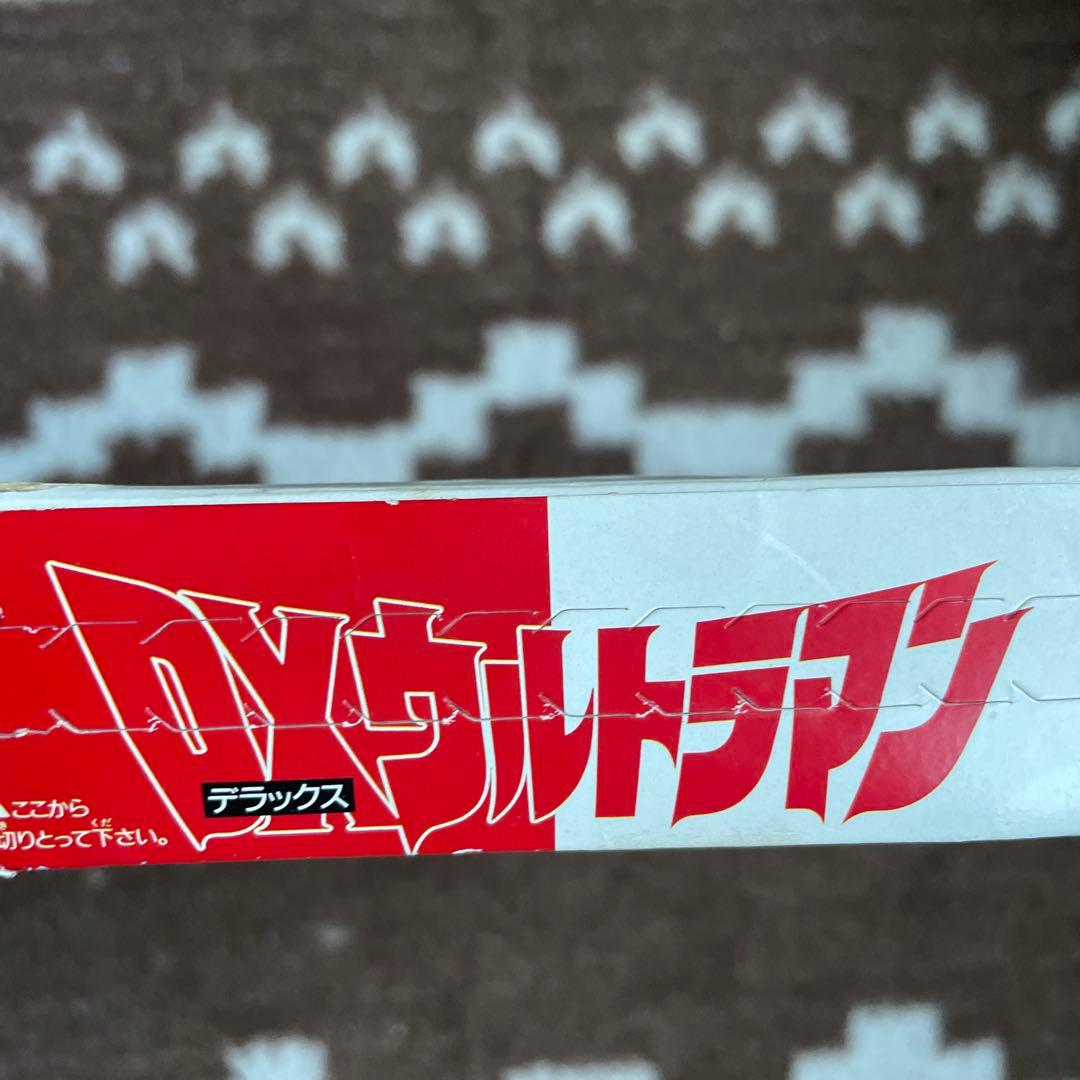 DXウルトラマン
デラックス
▲ここから
切りとって下さい。